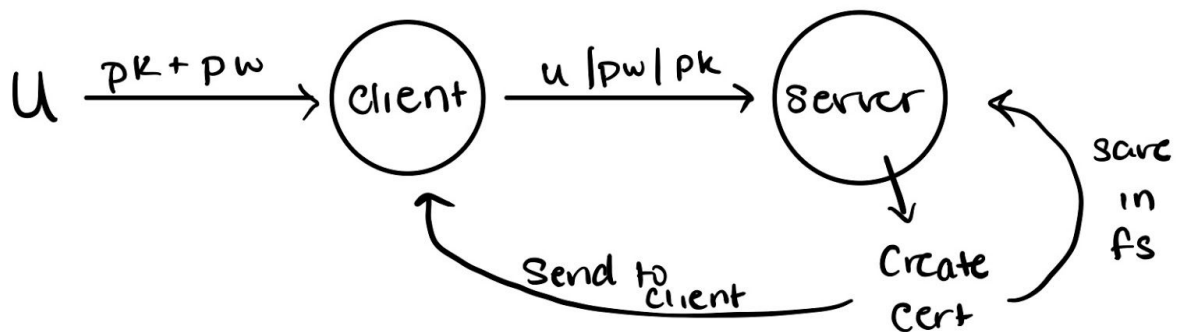 U
pk + pw
client
u | pw | pk
server
save
in
fs
Create
cert
Send to
client